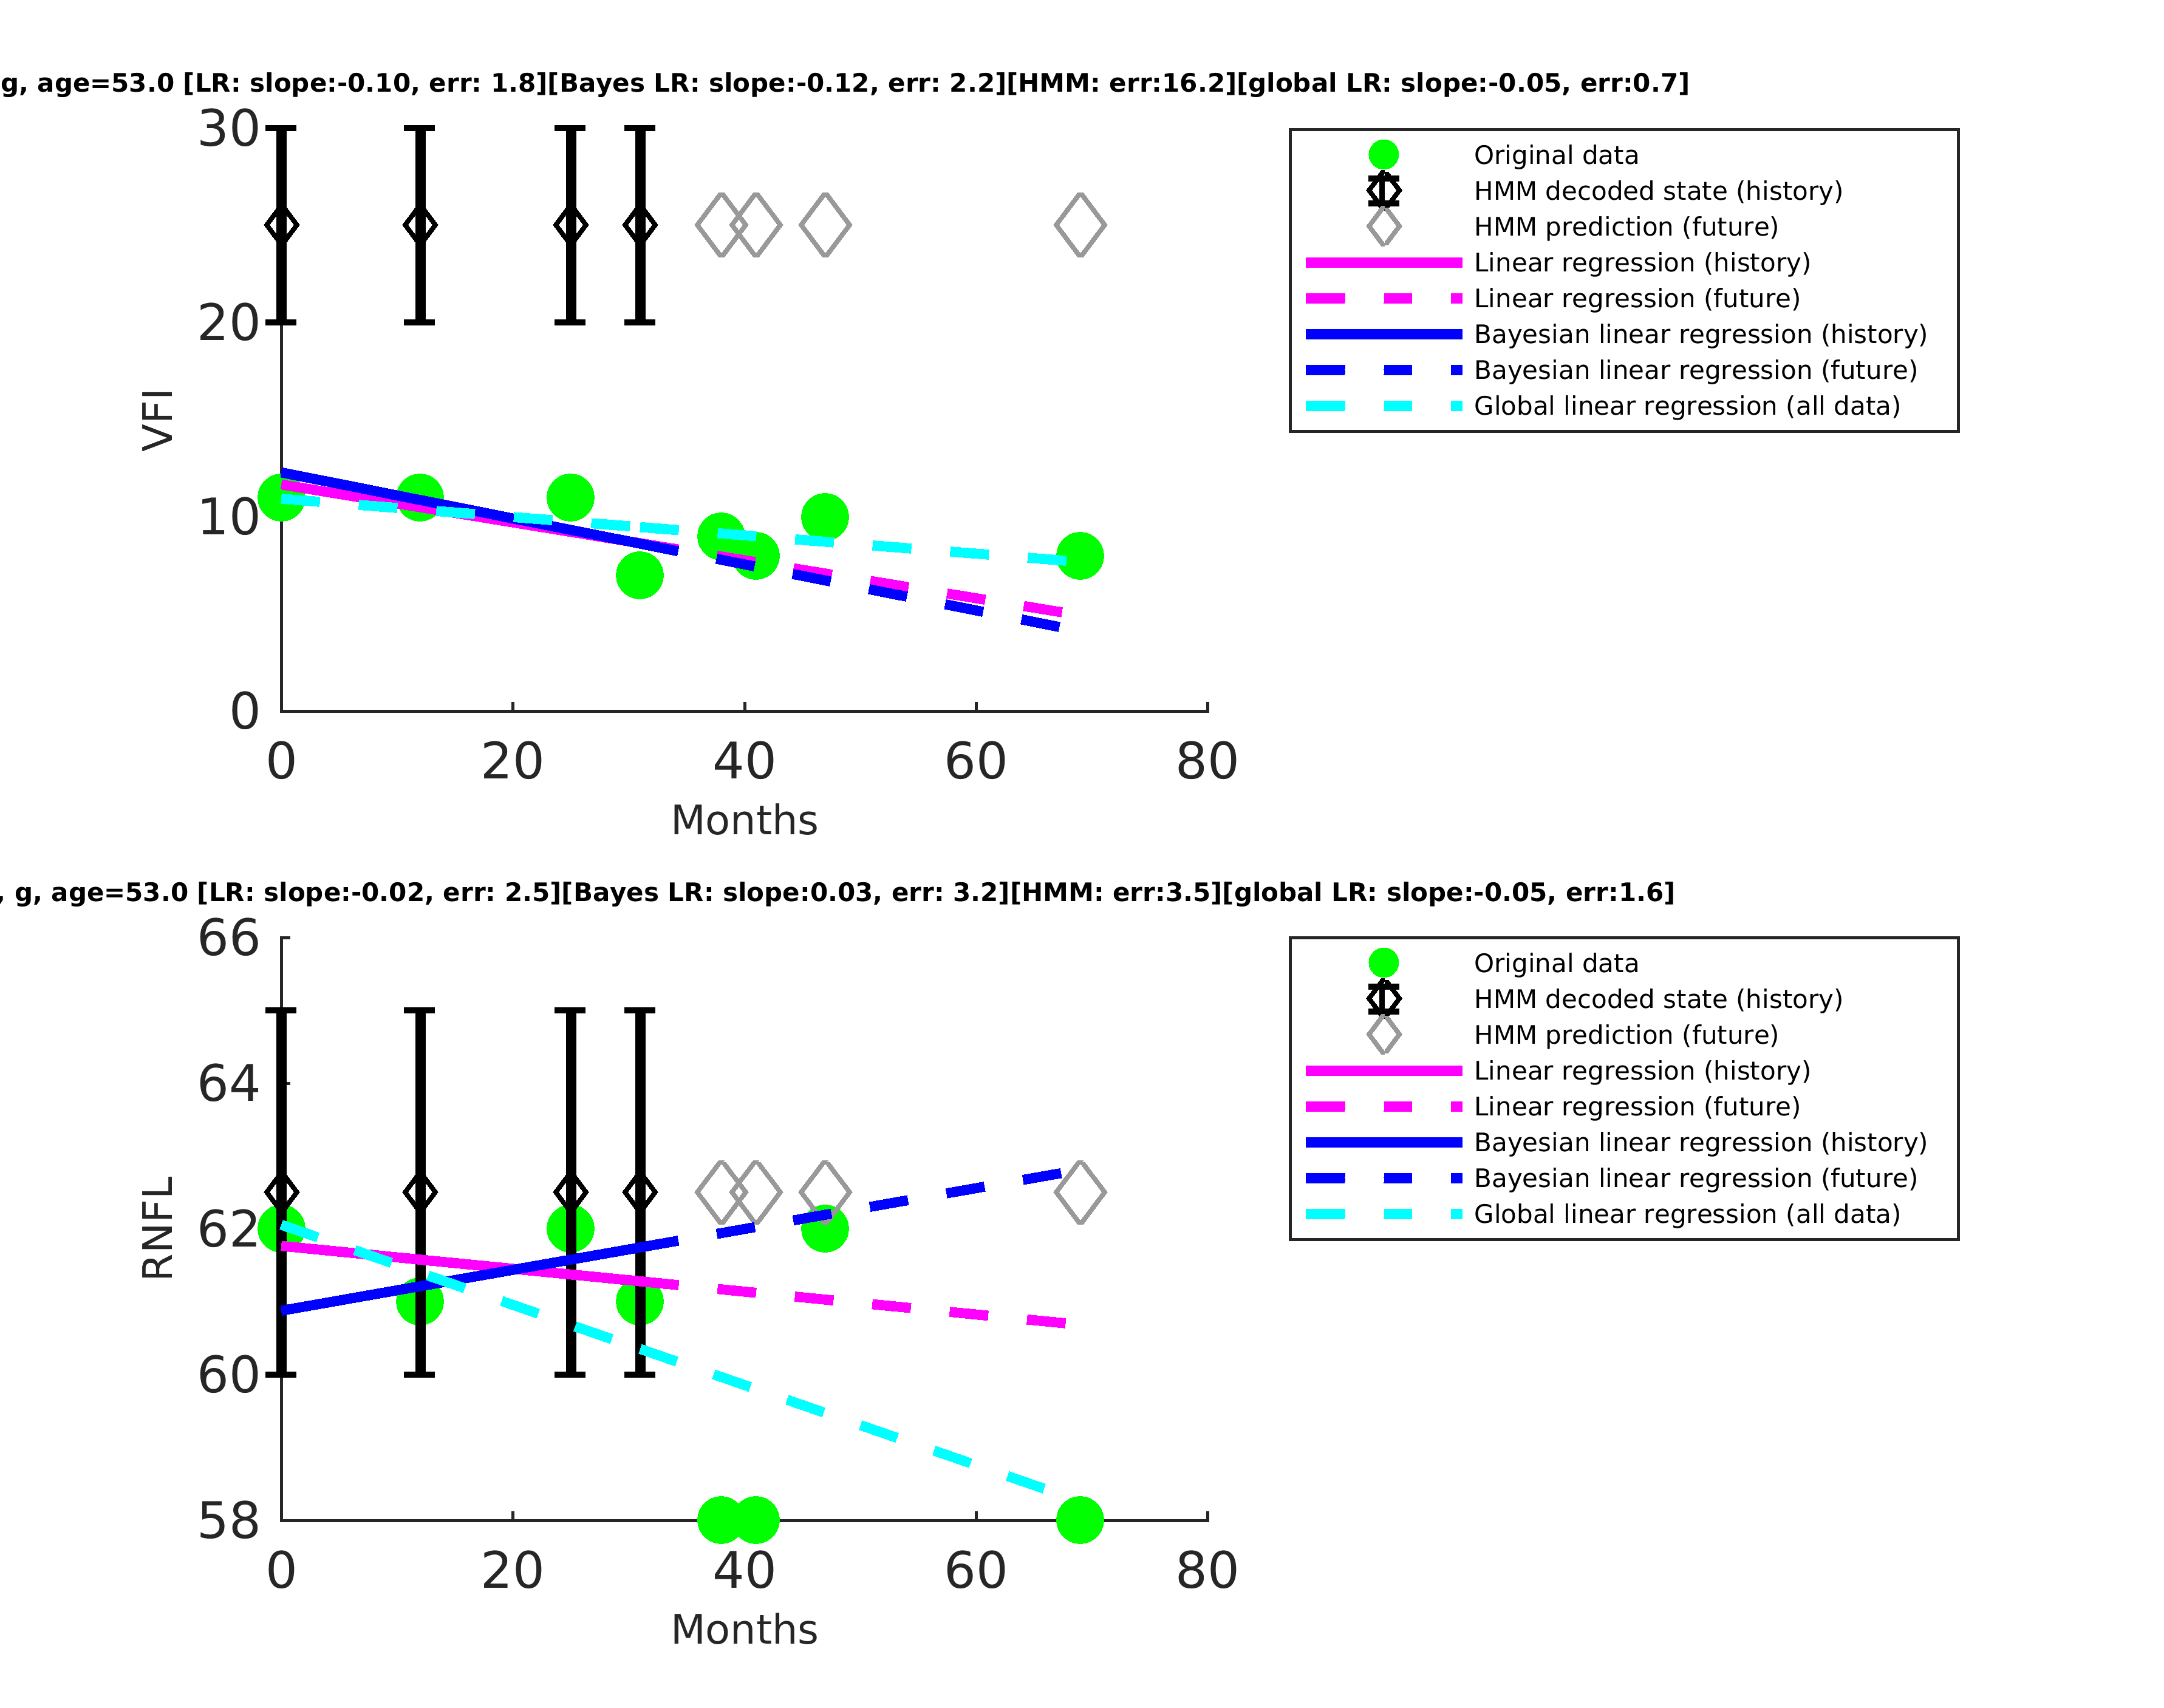 g, age=53.0 [LR: slope:-0.10, err: 1.8][Bayes LR: slope:-0.12, err: 2.2][HMM: err:16.2][global LR: slope:-0.05, err:0.7]
30
20
10
0
VFI
0 20 40 60 80
Months
Original data
HMM decoded state (history)
HMM prediction (future)
Linear regression (history)
Linear regression (future)
Bayesian linear regression (history)
Bayesian linear regression (future)
Global linear regression (all data)
, g, age=53.0 [LR: slope:-0.02, err: 2.5][Bayes LR: slope:0.03, err: 3.2][HMM: err:3.5][global LR: slope:-0.05, err:1.6]
66
64
62
60
58
RNFL
0 20 40 60 80
Months
Original data
HMM decoded state (history)
HMM prediction (future)
Linear regression (history)
Linear regression (future)
Bayesian linear regression (history)
Bayesian linear regression (future)
Global linear regression (all data)